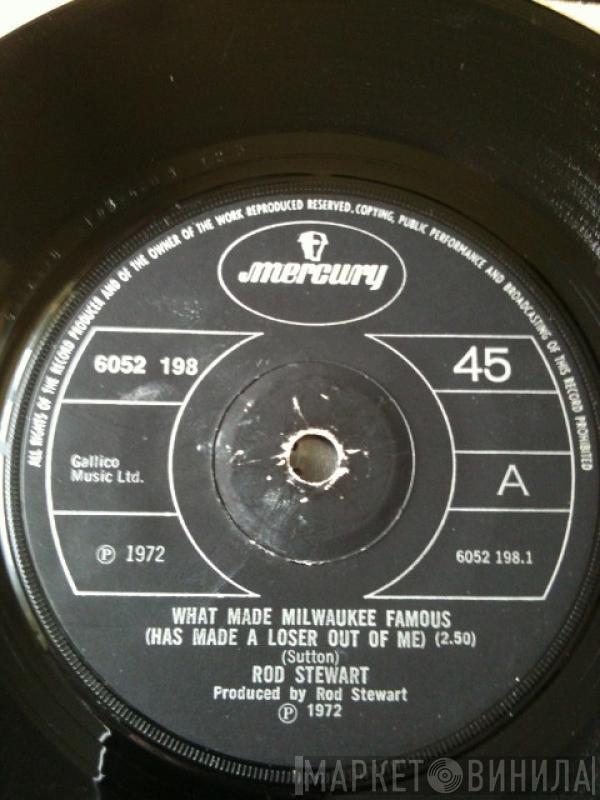 ALL RIGHTS OF THE RECORD PRODUCER AND OF THE OWNER OF THE WORK REPRODUCED RESERVED. COPYING, PUBLIC PERFORMANCE AND BROADCASTING OF THIS RECORD PROHIBITED
mercury
6052 198
45
Gallico
Music Ltd.
A
℗ 1972
6052 198.1
WHAT MADE MILWAUKEE FAMOUS
(HAS MADE A LOSER OUT OF ME) (2.50)
(Sutton)
ROD STEWART
Produced by Rod Stewart
℗ 1972
МАРКЕТ ВИНИЛА